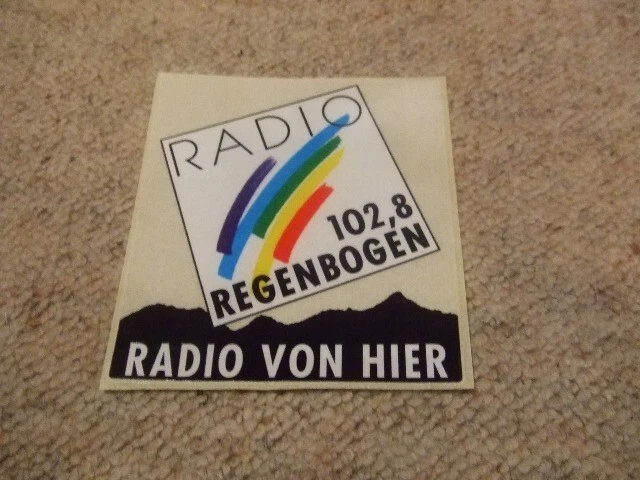 RADIO
102,8
REGENBOGEN
RADIO VON HIER